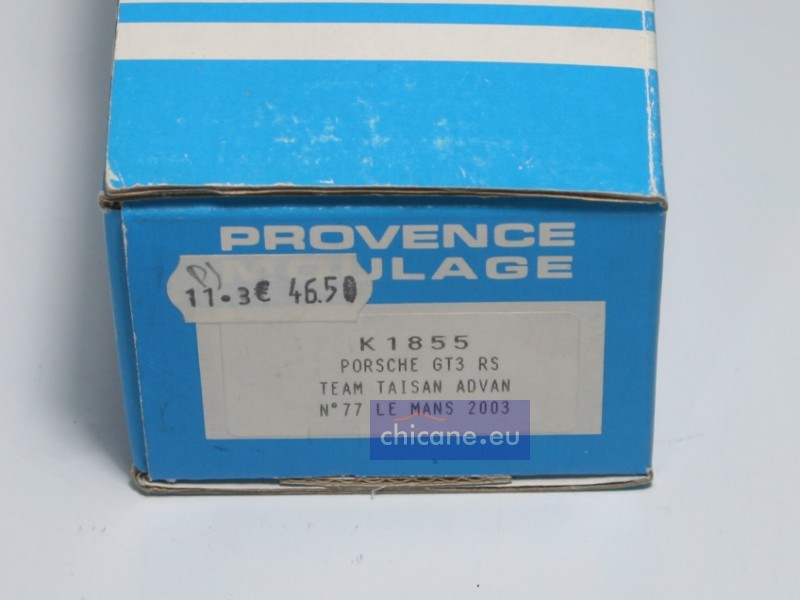 PROVENCE
ULAGE
11.3€ 46.50
K1855
PORSCHE GT3 RS
TEAM TAISAN ADVAN
N°77 LE MANS 2003
chicane.eu